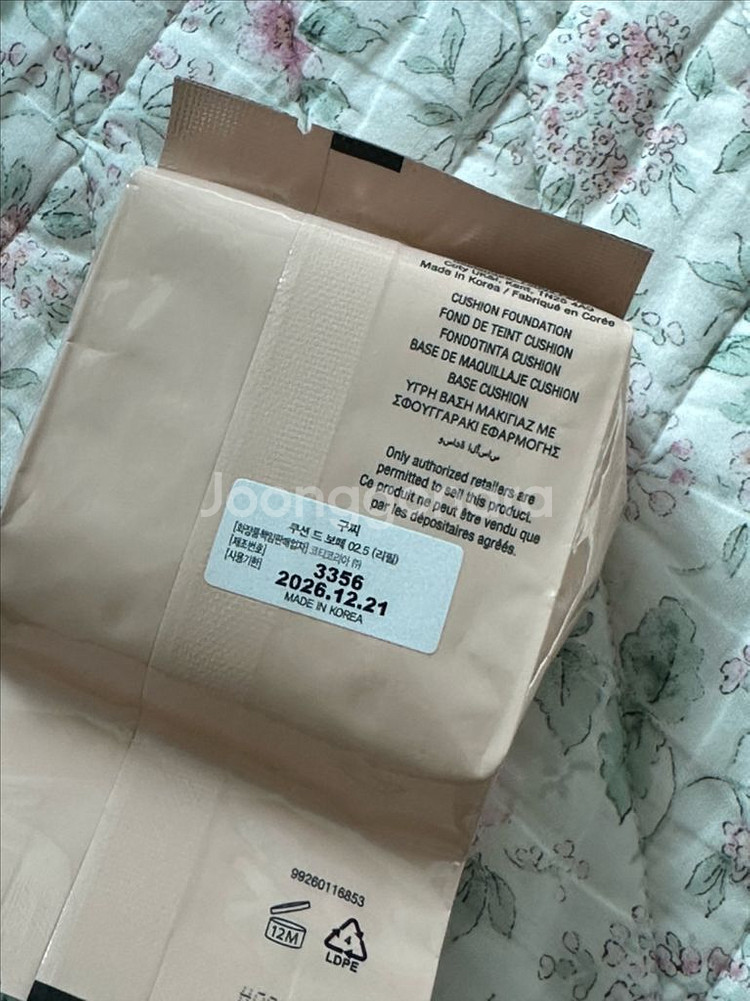 Made in Korea / Fabriqué en Corée
CUSHION FOUNDATION
FOND DE TEINT CUSHION
FONDOTINTA CUSHION
BASE DE MAQUILLAJE CUSHION
BASE CUSHION
ΥΓΡΗ ΒΑΣΗ ΜΑΚΙΓΙΑΖ ΜΕ
ΣΦΟΥΓΓΑΡΑΚΙ ΕΦΑΡΜΟΓΗΣ
وسادة الأساس
Only authorized retailers are
permitted to sell this product.
Ce produit ne peut être vendu que
par les dépositaires agréés.
Joonggonara
구찌
쿠션 드 보떼 02.5 (리필)
[화장품책임판매업자] 코티코리아 ㈜
[제조번호] 3356
[사용기한] 2026.12.21
MADE IN KOREA
99260116853
12M
4
LDPE